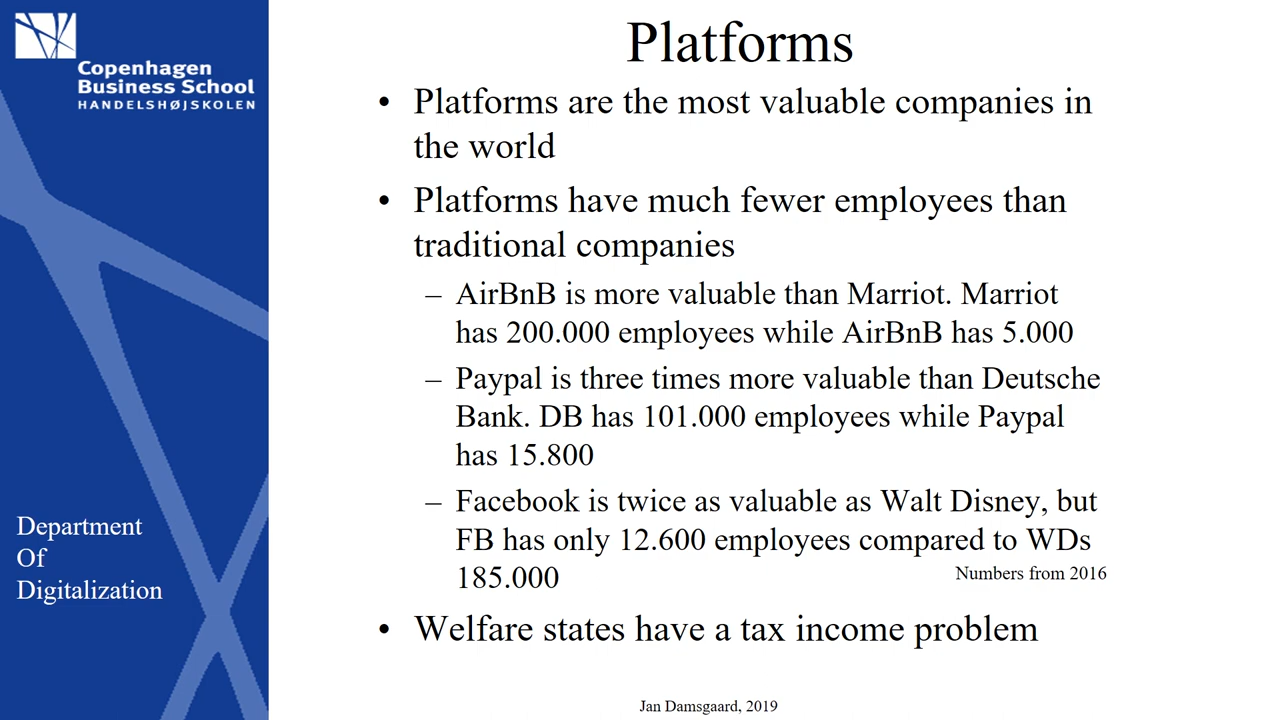 Copenhagen
Business School
HANDELSHØJSKOLEN
Platforms
• Platforms are the most valuable companies in
the world
• Platforms have much fewer employees than
traditional companies
– AirBnB is more valuable than Marriot. Marriot
has 200.000 employees while AirBnB has 5.000
– Paypal is three times more valuable than Deutsche
Bank. DB has 101.000 employees while Paypal
has 15.800
– Facebook is twice as valuable as Walt Disney, but
FB has only 12.600 employees compared to WDs
185.000
Numbers from 2016
• Welfare states have a tax income problem
Department
Of
Digitalization
Jan Damsgaard, 2019